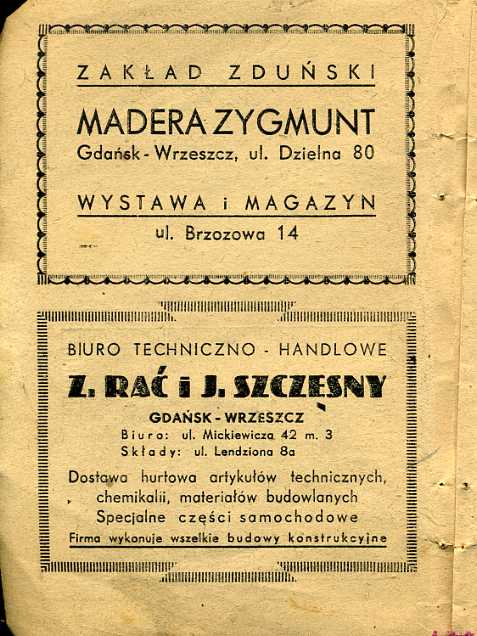 ZAKŁAD ZDUŃSKI
MADERA ZYGMUNT
Gdańsk - Wrzeszcz, ul. Dzielna 80
WYSTAWA i MAGAZYN
ul. Brzozowa 14
BIURO TECHNICZNO - HANDLOWE
Z. RAĆ i J. SZCZĘSNY
GDAŃSK - WRZESZCZ
Biuro: ul. Mickiewicza 42 m. 3
Składy: ul. Lendziona 8a
Dostawa hurtowa artykułów technicznych,
chemikalii, materiałów budowlanych
Specjalne części samochodowe
Firma wykonuje wszelkie budowy konstrukcyjne